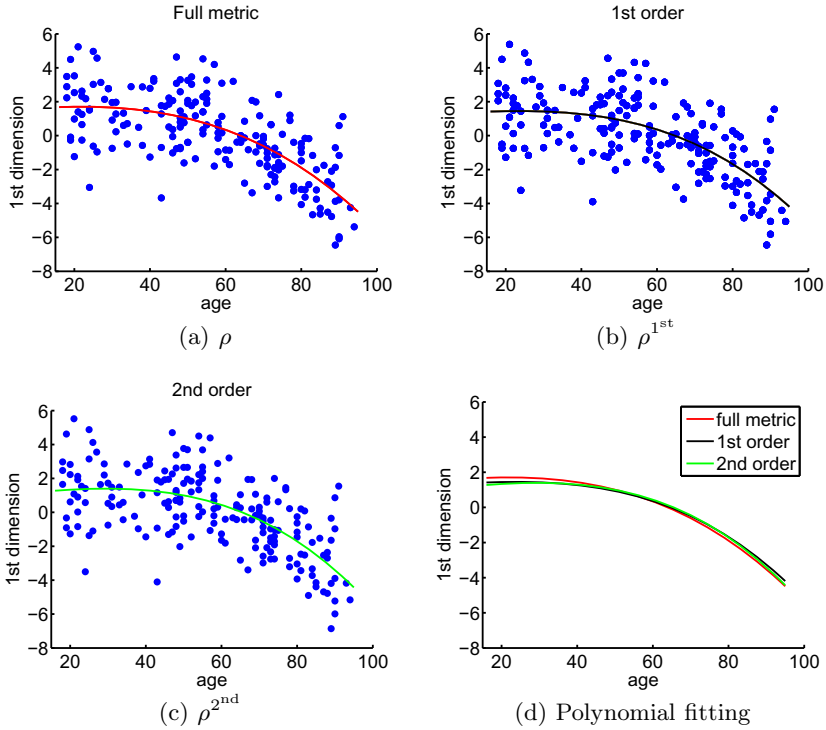 Full metric
6
4
2
0
−2
−4
−6
−8
1st dimension
20 40 60 80 100
age
(a) ρ
1st order
6
4
2
0
−2
−4
−6
−8
1st dimension
20 40 60 80 100
age
(b) ρ^1st
2nd order
6
4
2
0
−2
−4
−6
−8
1st dimension
20 40 60 80 100
age
(c) ρ^2nd
6
4
2
0
−2
−4
−6
−8
1st dimension
full metric
1st order
2nd order
20 40 60 80 100
age
(d) Polynomial fitting